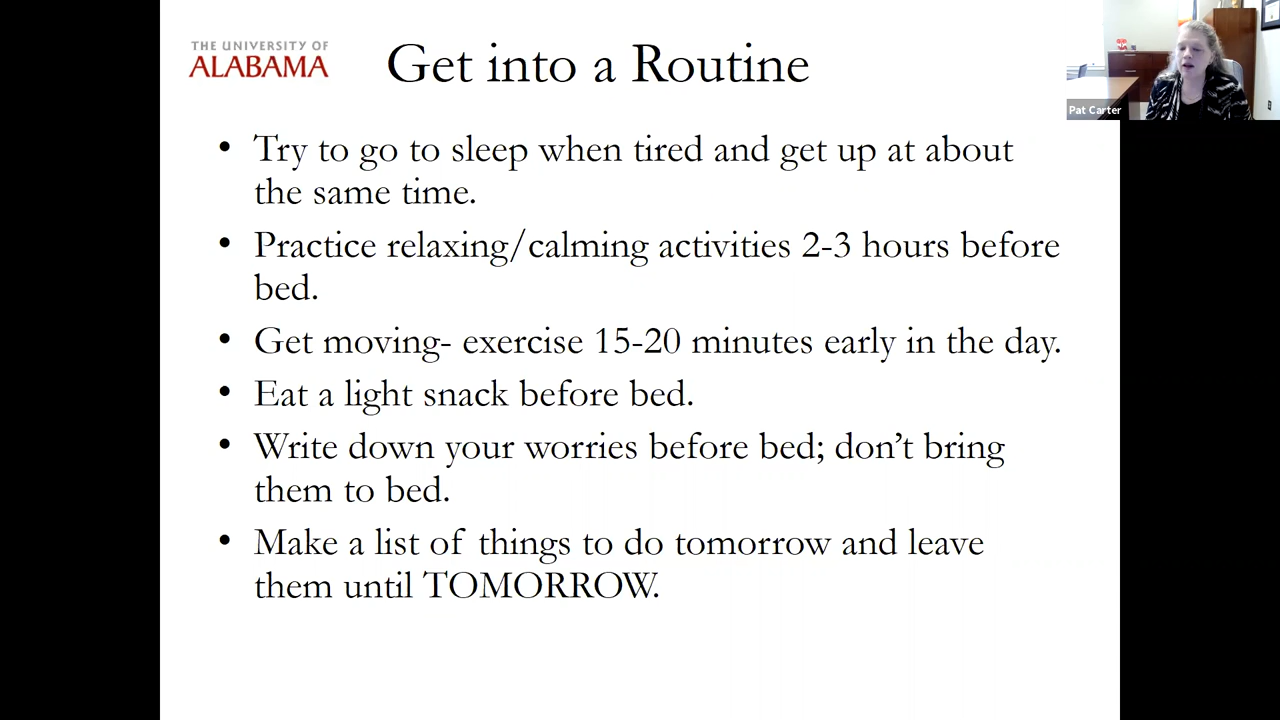 THE UNIVERSITY OF
ALABAMA
Get into a Routine
Pat Carter
• Try to go to sleep when tired and get up at about
the same time.
• Practice relaxing/calming activities 2-3 hours before
bed.
• Get moving- exercise 15-20 minutes early in the day.
• Eat a light snack before bed.
• Write down your worries before bed; don’t bring
them to bed.
• Make a list of things to do tomorrow and leave
them until TOMORROW.